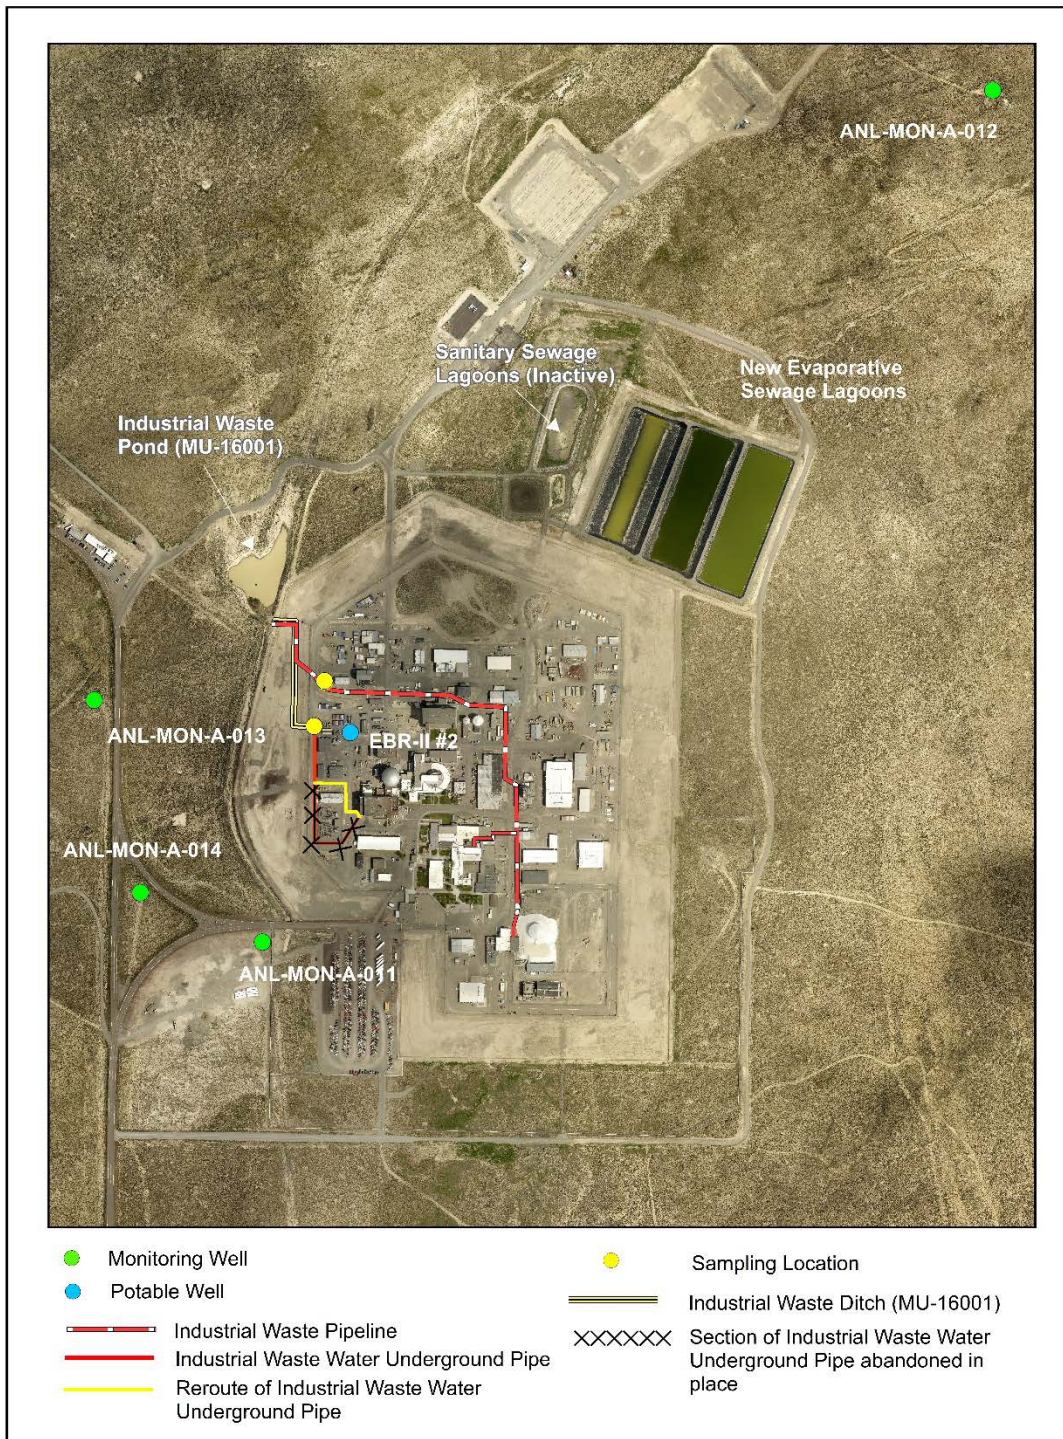 ANL-MON-A-012
Sanitary Sewage
Lagoons (Inactive)
New Evaporative
Sewage Lagoons
Industrial Waste
Pond (MU-16001)
ANL-MON-A-013
EBR-II #2
ANL-MON-A-014
ANL-MON-A-011
Monitoring Well
Potable Well
Industrial Waste Pipeline
Industrial Waste Water Underground Pipe
Reroute of Industrial Waste Water
Underground Pipe
Sampling Location
Industrial Waste Ditch (MU-16001)
Section of Industrial Waste Water
Underground Pipe abandoned in
place